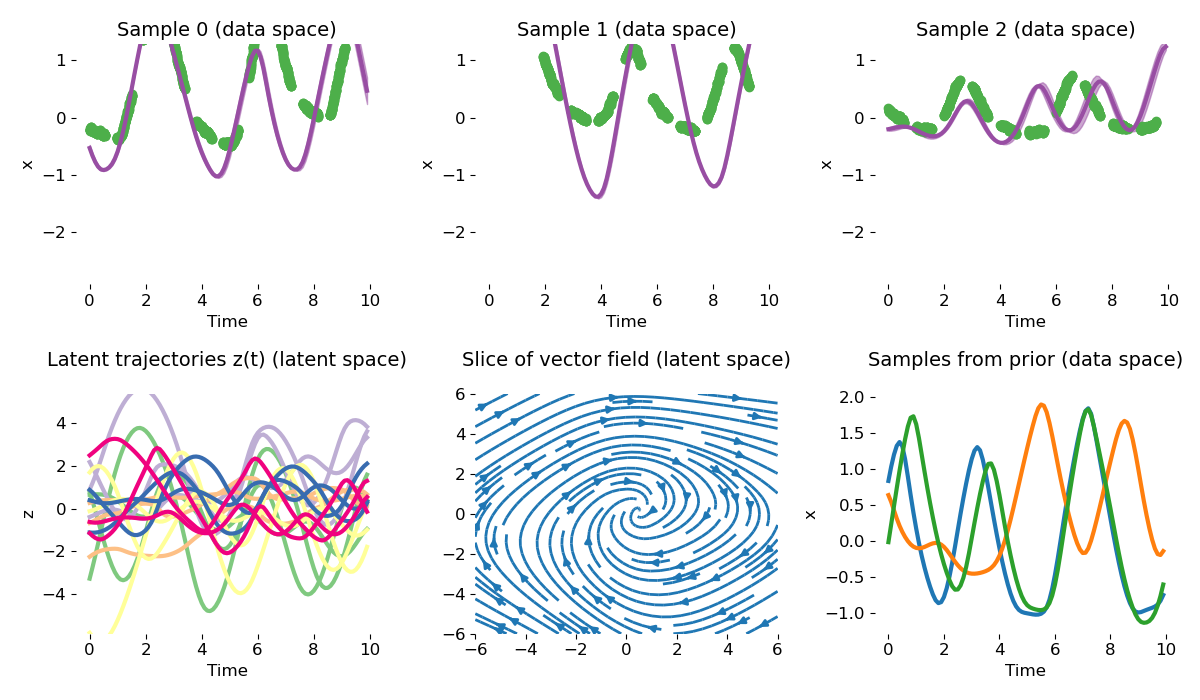 Sample 0 (data space)
Sample 1 (data space)
Sample 2 (data space)
1
0
−1
−2
x
0 2 4 6 8 10
Time
1
0
−1
−2
x
0 2 4 6 8 10
Time
1
0
−1
−2
x
0 2 4 6 8 10
Time
Latent trajectories z(t) (latent space)
Slice of vector field (latent space)
Samples from prior (data space)
4
2
0
−2
−4
z
0 2 4 6 8 10
Time
6
4
2
0
−2
−4
−6
−6 −4 −2 0 2 4 6
2.0
1.5
1.0
0.5
0.0
−0.5
−1.0
x
0 2 4 6 8 10
Time